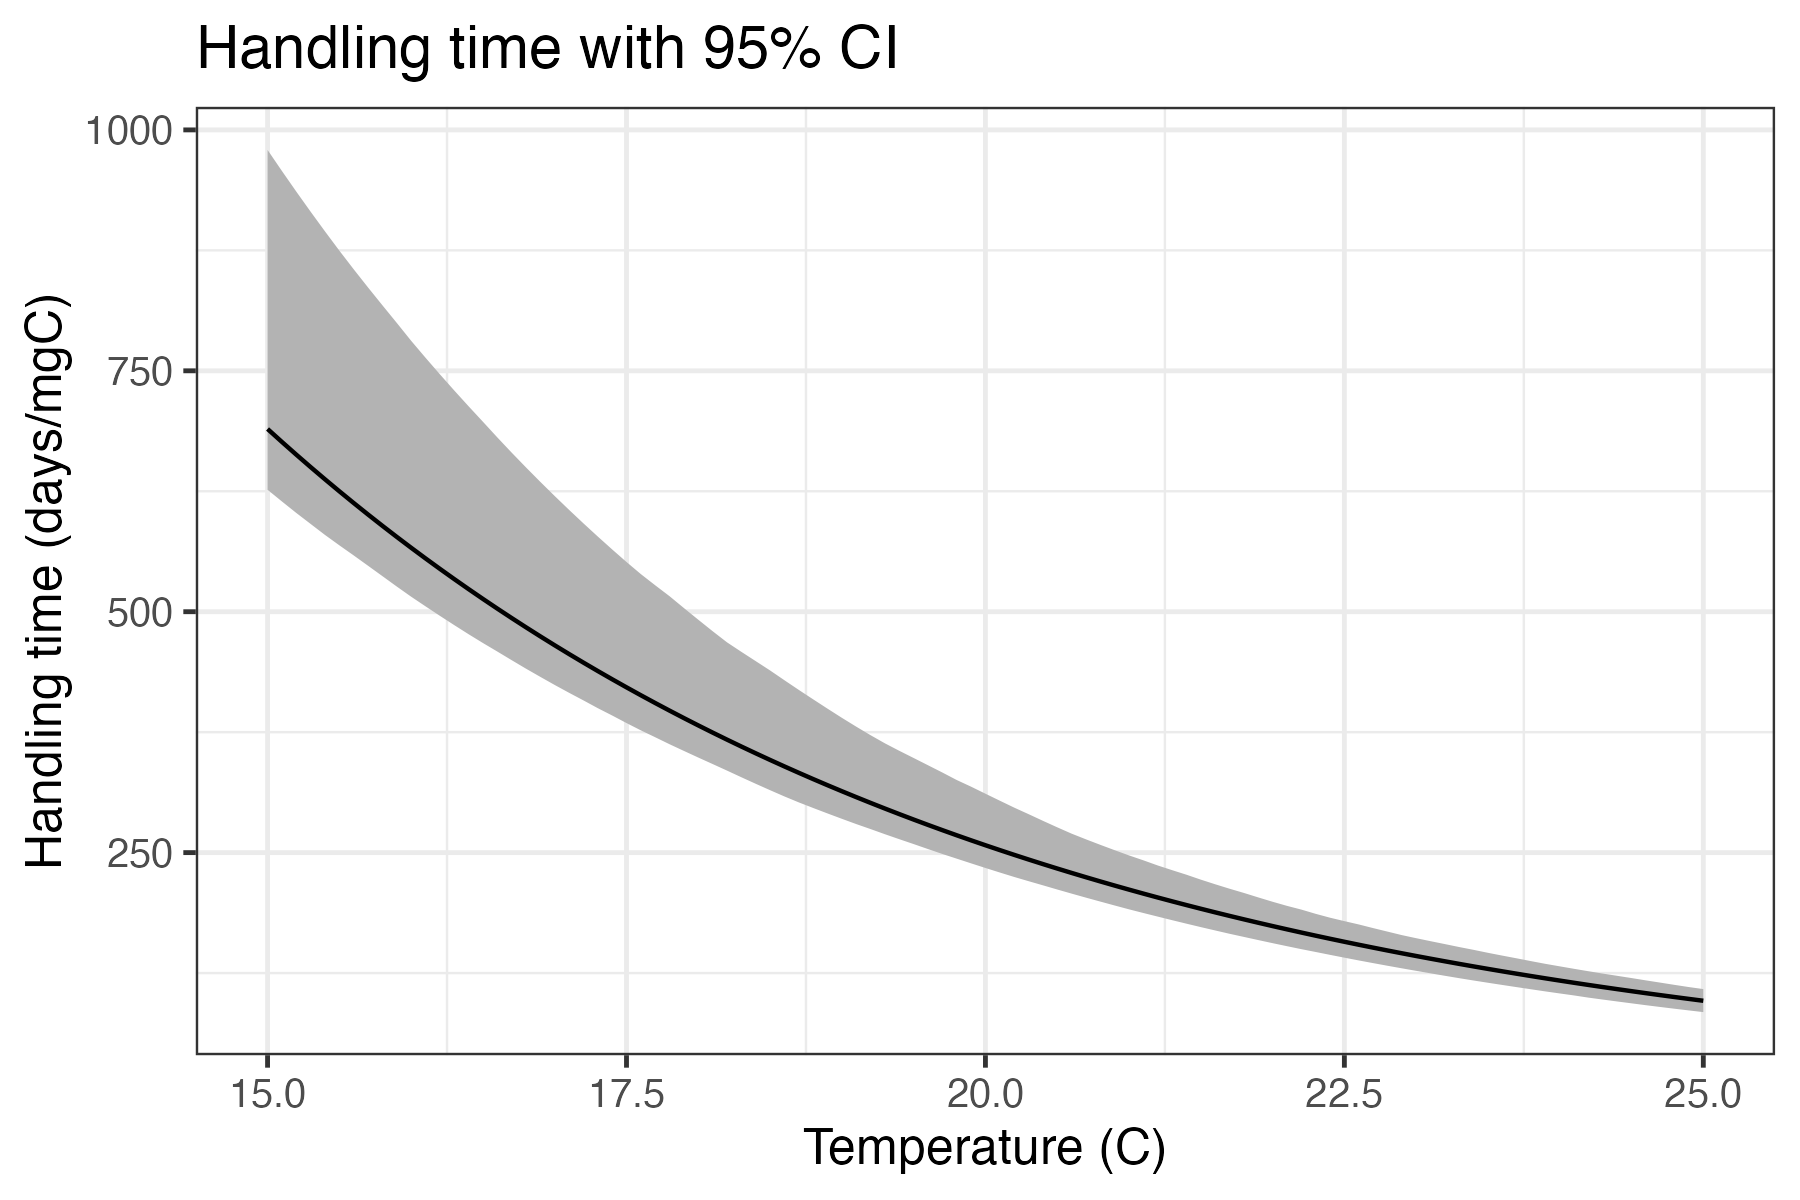 Handling time with 95% CI
Handling time (days/mgC)
1000
750
500
250
15.0 17.5 20.0 22.5 25.0
Temperature (C)